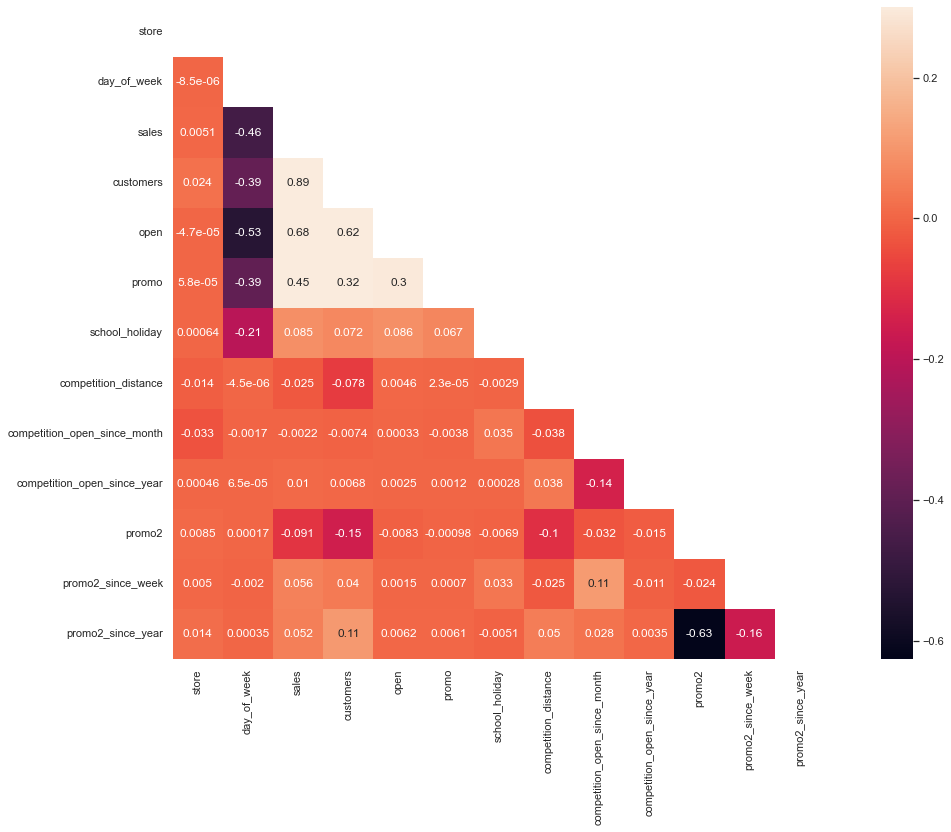 store
day_of_week -8.5e-06
sales 0.0051 -0.46
customers 0.024 -0.39 0.89
open -4.7e-05 -0.53 0.68 0.62
promo 5.8e-05 -0.39 0.45 0.32 0.3
school_holiday 0.00064 -0.21 0.085 0.072 0.086 0.067
competition_distance -0.014 -4.5e-06 -0.025 -0.078 0.0046 2.3e-05 -0.0029
competition_open_since_month -0.033 -0.0017 -0.0022 -0.0074 0.00033 -0.0038 0.035 -0.038
competition_open_since_year 0.00046 6.5e-05 0.01 0.0068 0.0025 0.0012 0.00028 0.038 -0.14
promo2 0.0085 0.00017 -0.091 -0.15 -0.0083 -0.00098 -0.0069 -0.1 -0.032 -0.015
promo2_since_week 0.005 -0.002 0.056 0.04 0.0015 0.0007 0.033 -0.025 0.11 -0.011 -0.024
promo2_since_year 0.014 0.00035 0.052 0.11 0.0062 0.0061 -0.0051 0.05 0.028 0.0035 -0.63 -0.16
store
day_of_week
sales
customers
open
promo
school_holiday
competition_distance
competition_open_since_month
competition_open_since_year
promo2
promo2_since_week
promo2_since_year
0.2
0.0
-0.2
-0.4
-0.6